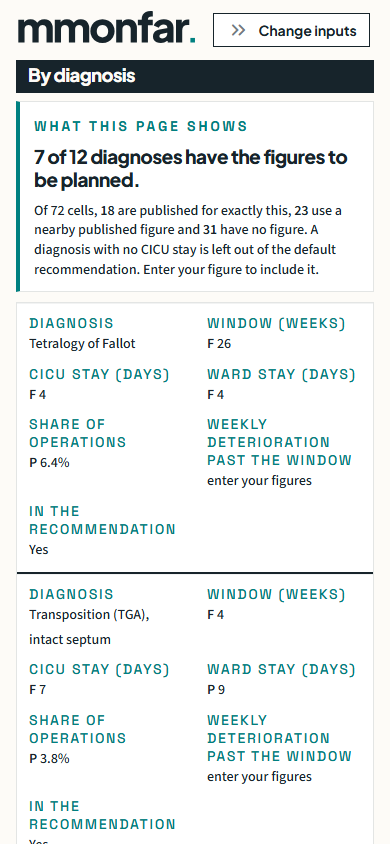 mmonfar.
Change inputs
By diagnosis
WHAT THIS PAGE SHOWS
7 of 12 diagnoses have the figures to
be planned.
Of 72 cells, 18 are published for exactly this, 23 use a
nearby published figure and 31 have no figure. A
diagnosis with no CICU stay is left out of the default
recommendation. Enter your figure to include it.
DIAGNOSIS
Tetralogy of Fallot
WINDOW (WEEKS)
F 26
CICU STAY (DAYS)
F 4
WARD STAY (DAYS)
F 4
SHARE OF
OPERATIONS
P 6.4%
WEEKLY
DETERIORATION
PAST THE WINDOW
enter your figures
IN THE
RECOMMENDATION
Yes
DIAGNOSIS
Transposition (TGA),
intact septum
WINDOW (WEEKS)
F 4
CICU STAY (DAYS)
F 7
WARD STAY (DAYS)
P 9
SHARE OF
OPERATIONS
P 3.8%
WEEKLY
DETERIORATION
PAST THE WINDOW
enter your figures
IN THE
RECOMMENDATION
Yes